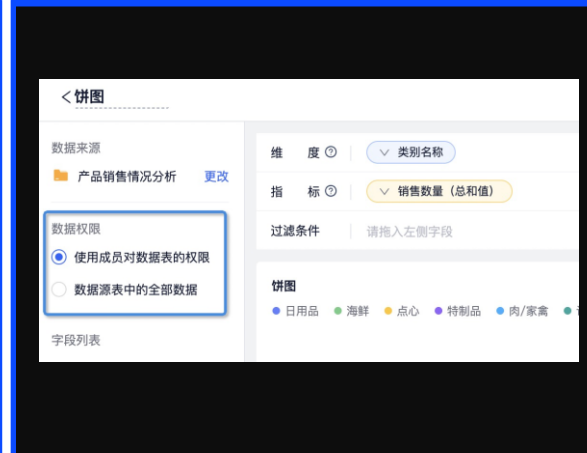 <饼图
数据来源
产品销售情况分析 更改
数据权限
使用成员对数据表的权限
数据源表中的全部数据
字段列表
维 度 ? 类别名称
指 标 ? 销售数量（总和值）
过滤条件 请拖入左侧字段
饼图
日用品 海鲜 点心 特制品 肉/家禽